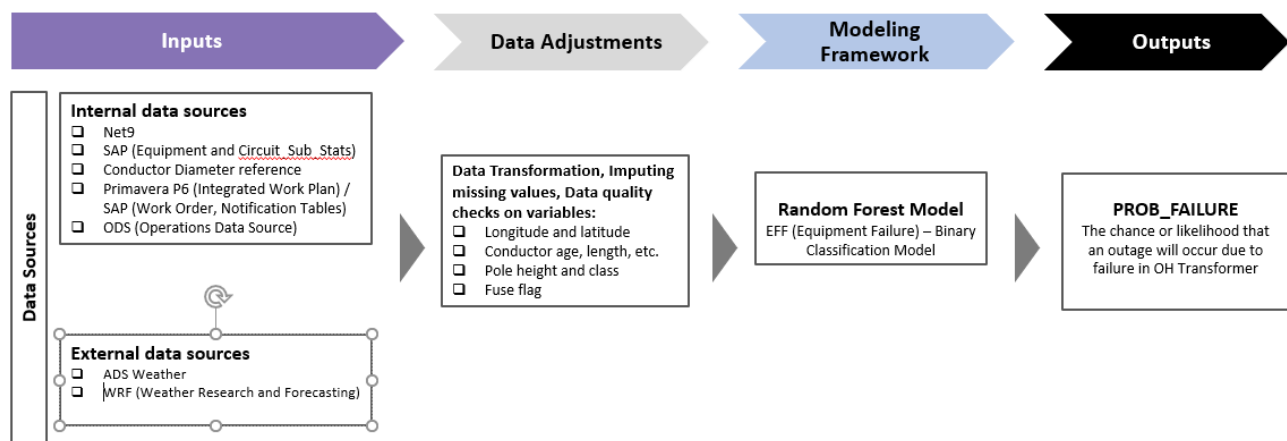 Inputs
Data Adjustments
Modeling
Framework
Outputs
Data Sources
Internal data sources
Net9
SAP (Equipment and Circuit_Sub_Stats)
Conductor Diameter reference
Primavera P6 (Integrated Work Plan) /
SAP (Work Order, Notification Tables)
ODS (Operations Data Source)
External data sources
ADS Weather
WRF (Weather Research and Forecasting)
Data Transformation, Imputing
missing values, Data quality
checks on variables:
Longitude and latitude
Conductor age, length, etc.
Pole height and class
Fuse flag
Random Forest Model
EFF (Equipment Failure) – Binary
Classification Model
PROB_FAILURE
The chance or likelihood that
an outage will occur due to
failure in OH Transformer